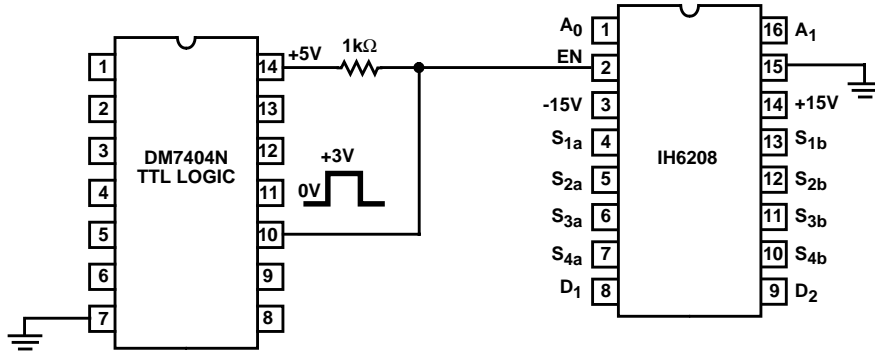 1 14 +5V 1kΩ
2 13
3 12
4 11
5 10
6 9
7 8
DM7404N
TTL LOGIC
+3V
0V
A0 1 16 A1
EN 2 15
-15V 3 14 +15V
S1a 4 13 S1b
S2a 5 12 S2b
S3a 6 11 S3b
S4a 7 10 S4b
D1 8 9 D2
IH6208